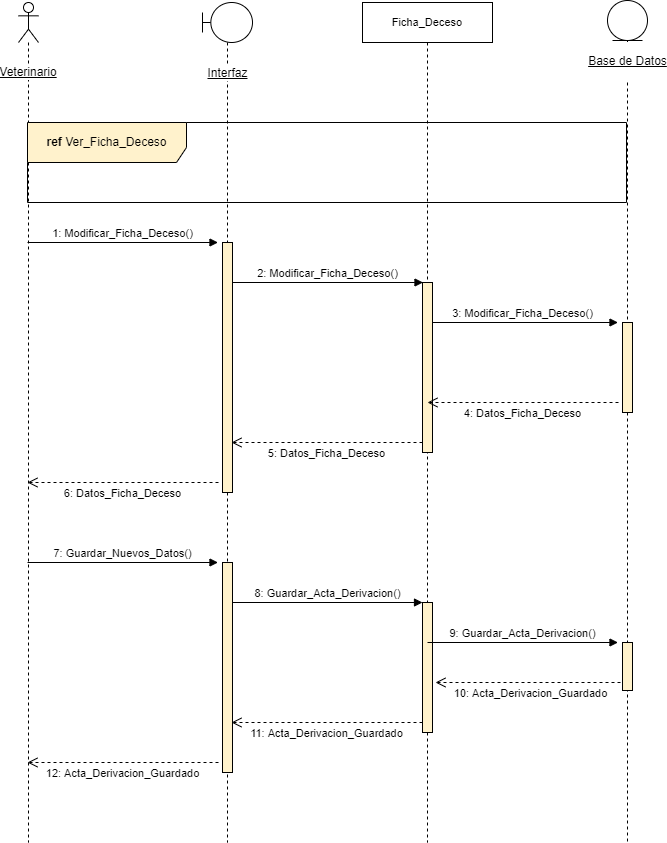 Veterinario
Interfaz
Ficha_Deceso
Base de Datos
ref Ver_Ficha_Deceso
1: Modificar_Ficha_Deceso()
2: Modificar_Ficha_Deceso()
3: Modificar_Ficha_Deceso()
4: Datos_Ficha_Deceso
5: Datos_Ficha_Deceso
6: Datos_Ficha_Deceso
7: Guardar_Nuevos_Datos()
8: Guardar_Acta_Derivacion()
9: Guardar_Acta_Derivacion()
10: Acta_Derivacion_Guardado
11: Acta_Derivacion_Guardado
12: Acta_Derivacion_Guardado